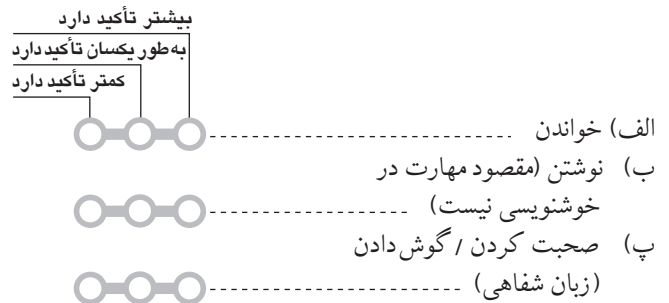 بیشتر تأکید دارد
به‌طور یکسان تأکید دارد
کمتر تأکید دارد
الف) خواندن
ب) نوشتن (مقصود مهارت در
خوشنویسی نیست)
پ) صحبت کردن / گوش دادن
(زبان شفاهی)